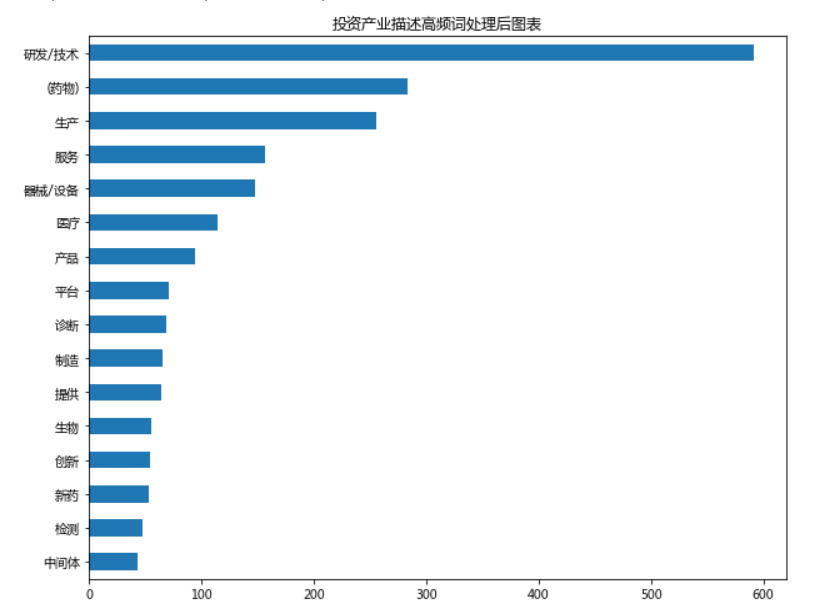 投资产业描述高频词处理后图表
研发/技术
(药物)
生产
服务
器械/设备
医疗
产品
平台
诊断
制造
提供
生物
创新
新药
检测
中间体
0 100 200 300 400 500 600